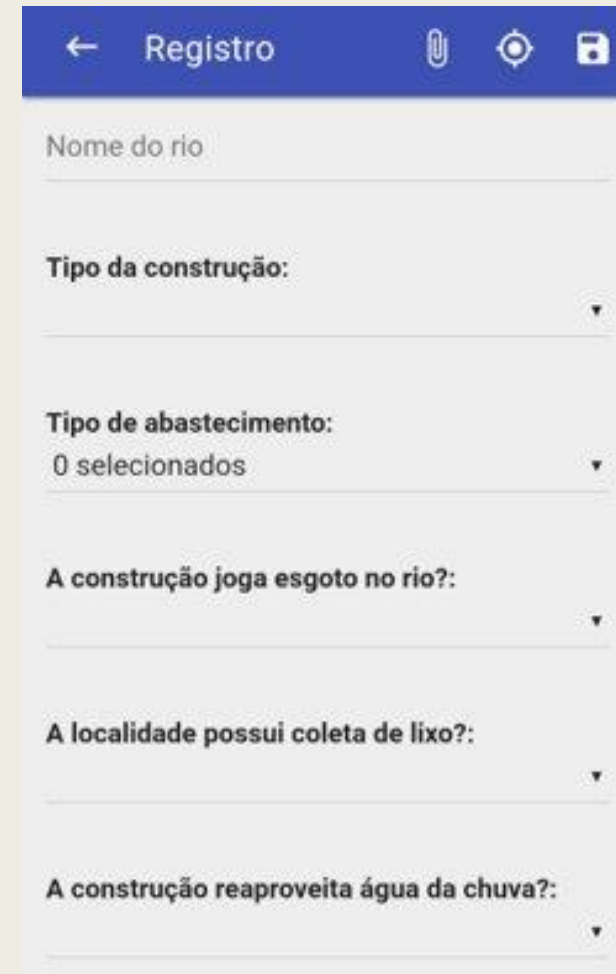 Registro
Nome do rio
Tipo da construção:
Tipo de abastecimento:
0 selecionados
A construção joga esgoto no rio?:
A localidade possui coleta de lixo?:
A construção reaproveita água da chuva?: